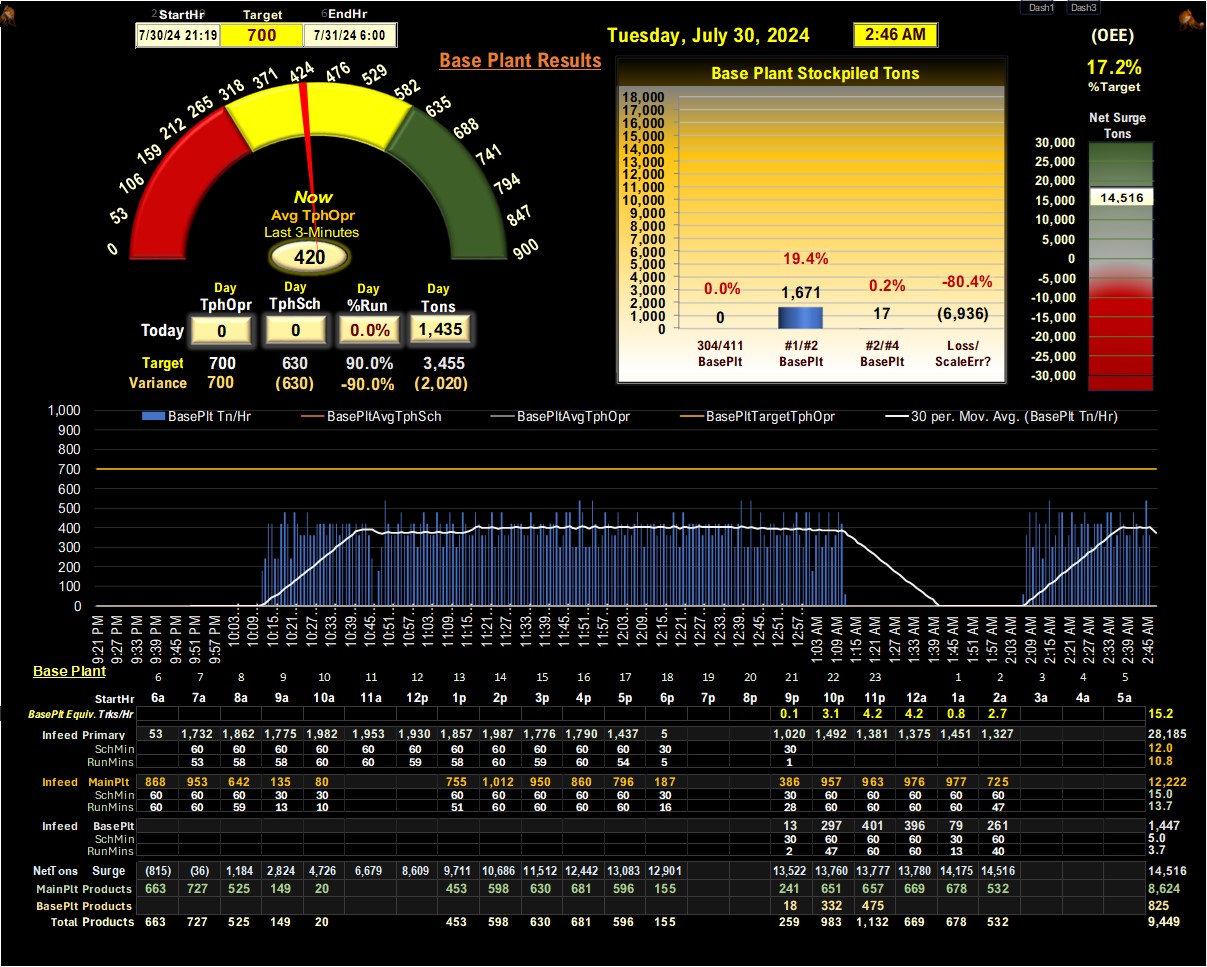 Dash1 Dash3
StartHr Target EndHr
7/30/24 21:19 700 7/31/24 6:00
Tuesday, July 30, 2024 2:46 AM
(OEE)
17.2%
%Target
Base Plant Results
0 53 106 159 212 265 318 371 424 476 529 582 635 688 741 794 847 900
Now
Avg TphOpr
Last 3-Minutes
420
Day Day Day Day
TphOpr TphSch %Run Tons
Today 0 0 0.0% 1,435
Target 700 630 90.0% 3,455
Variance 700 (630) -90.0% (2,020)
Base Plant Stockpiled Tons
18,000
17,000
16,000
15,000
14,000
13,000
12,000
11,000
10,000
9,000
8,000
7,000
6,000
5,000
4,000
3,000
2,000
1,000
0
0.0% 19.4% 0.2% -80.4%
0 1,671 17 (6,936)
304/411 #1/#2 #2/#4 Loss/
BasePlt BasePlt BasePlt ScaleErr?
Net Surge
Tons
30,000
25,000
20,000
15,000 14,516
10,000
5,000
0
-5,000
-10,000
-15,000
-20,000
-25,000
-30,000
BasePlt Tn/Hr BasePltAvgTphSch BasePltAvgTphOpr BasePltTargetTphOpr 30 per. Mov. Avg. (BasePlt Tn/Hr)
1,000
900
800
700
600
500
400
300
200
100
0
9:21 PM 9:27 PM 9:33 PM 9:39 PM 9:45 PM 9:51 PM 9:57 PM 10:03... 10:09... 10:15... 10:21... 10:27... 10:33... 10:39... 10:45... 10:51... 10:57... 11:03... 11:09... 11:15... 11:21... 11:27... 11:33... 11:39... 11:45... 11:51... 11:57... 12:03... 12:09... 12:15... 12:21... 12:27... 12:33... 12:39... 12:45... 12:51... 12:57... 1:03 AM 1:09 AM 1:15 AM 1:21 AM 1:27 AM 1:33 AM 1:39 AM 1:45 AM 1:51 AM 1:57 AM 2:03 AM 2:09 AM 2:15 AM 2:21 AM 2:27 AM 2:33 AM 2:39 AM 2:45 AM
Base Plant
6 7 8 9 10 11 12 13 14 15 16 17 18 19 20 21 22 23 1 2 3 4 5
StartHr 6a 7a 8a 9a 10a 11a 12p 1p 2p 3p 4p 5p 6p 7p 8p 9p 10p 11p 12a 1a 2a 3a 4a 5a
BasePlt Equiv. Trks/Hr 0.1 3.1 4.2 4.2 0.8 2.7 15.2
Infeed Primary 53 1,732 1,862 1,775 1,982 1,953 1,930 1,857 1,987 1,776 1,790 1,437 5 1,020 1,492 1,381 1,375 1,451 1,327 28,185
SchMin 60 60 60 60 60 60 60 60 60 60 60 30 30 12.0
RunMins 53 58 58 60 60 59 58 60 59 60 54 5 1 10.8
Infeed MainPlt 868 953 642 135 80 755 1,012 950 860 796 187 386 957 963 976 977 725 12,222
SchMin 60 60 60 30 30 60 60 60 60 60 30 30 60 60 60 60 60 15.0
RunMins 60 60 59 13 10 51 60 60 60 60 16 28 60 60 60 60 47 13.7
Infeed BasePlt 13 297 401 396 79 261 1,447
SchMin 30 60 60 60 30 60 5.0
RunMins 2 47 60 60 13 40 3.7
NetTons Surge (815) (36) 1,184 2,824 4,726 6,679 8,609 9,711 10,686 11,512 12,442 13,083 12,901 13,522 13,760 13,777 13,780 14,175 14,516 14,516
MainPlt Products 663 727 525 149 20 453 598 630 681 596 155 241 651 657 669 678 532 8,624
BasePlt Products 18 332 475 825
Total Products 663 727 525 149 20 453 598 630 681 596 155 259 983 1,132 669 678 532 9,449